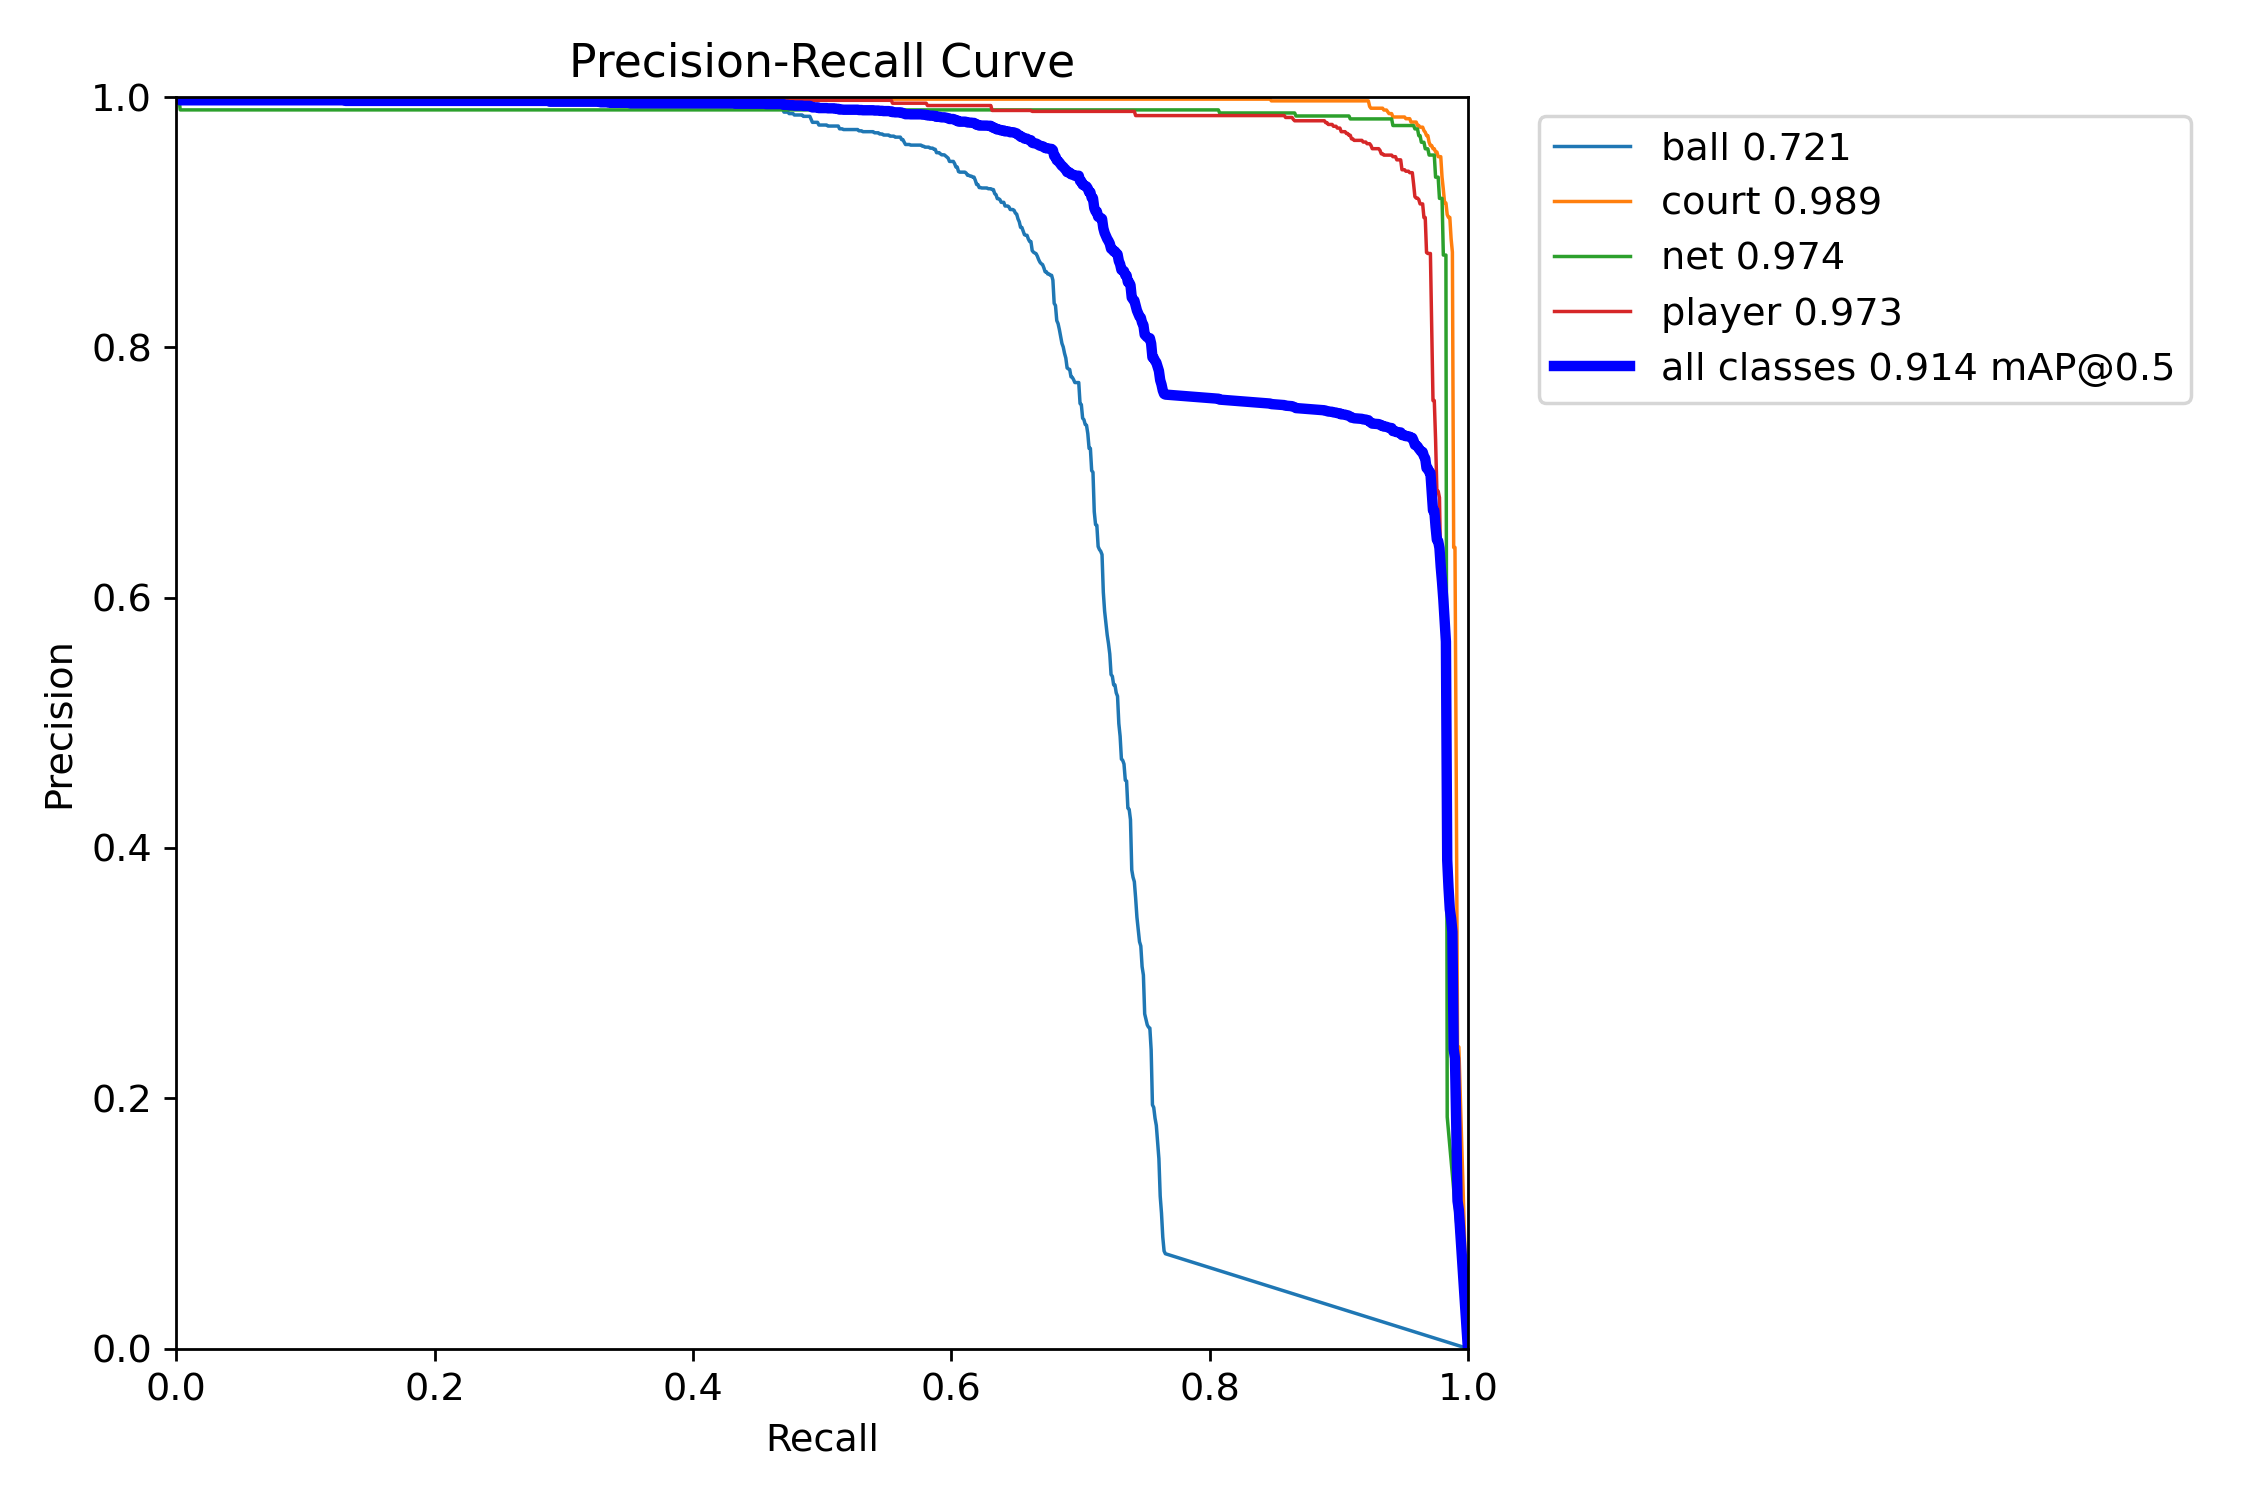 Precision-Recall Curve
1.0
0.8
0.6
0.4
0.2
0.0
Precision
0.0 0.2 0.4 0.6 0.8 1.0
Recall
ball 0.721
court 0.989
net 0.974
player 0.973
all classes 0.914 mAP@0.5